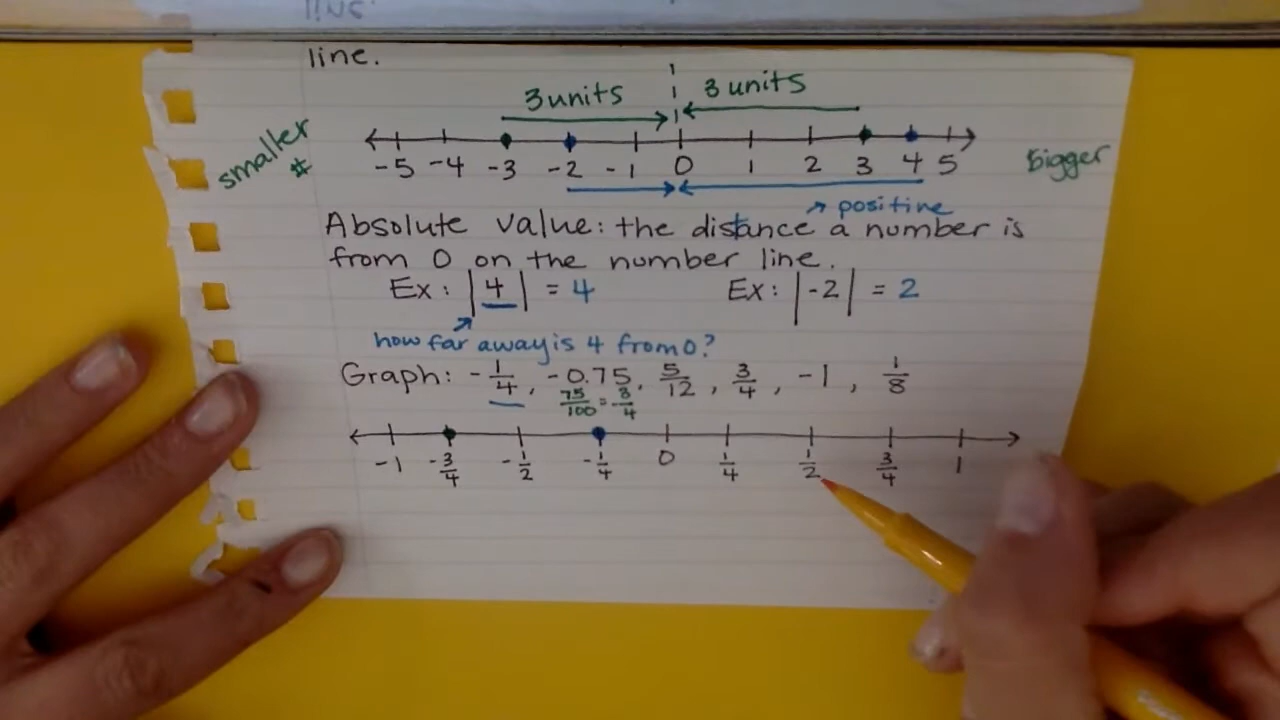 line.
3 units 3 units
smaller #
-5 -4 -3 -2 -1 0 1 2 3 4 5
bigger
↗ positive
Absolute value: the distance a number is
from 0 on the number line.
Ex: |4| = 4 Ex: |-2| = 2
how far away is 4 from 0?
Graph: -1/4, -0.75, 5/12, 3/4, -1, 1/8
75/100 = -3/4
-1 -3/4 -1/2 -1/4 0 1/4 1/2 3/4 1